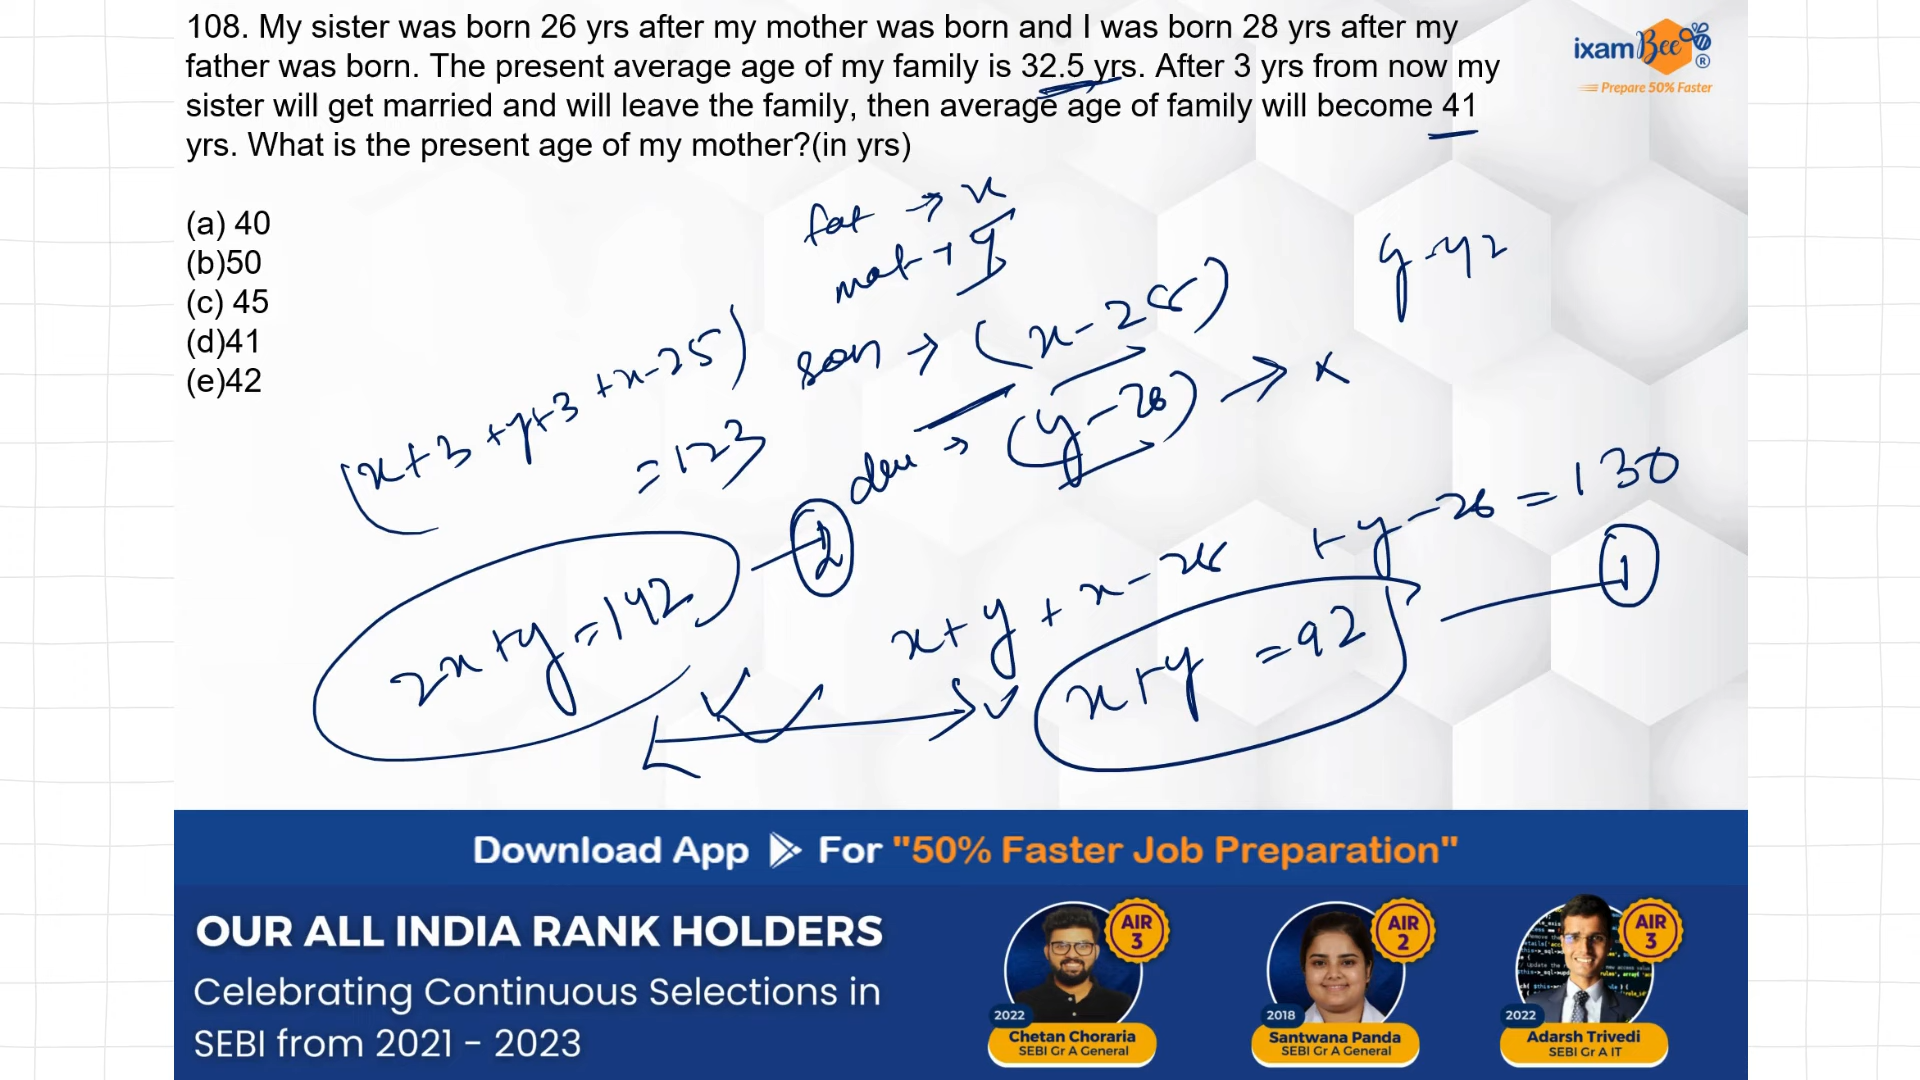 108. My sister was born 26 yrs after my mother was born and I was born 28 yrs after my
father was born. The present average age of my family is 32.5 yrs. After 3 yrs from now my
sister will get married and will leave the family, then average age of family will become 41
yrs. What is the present age of my mother?(in yrs)
ixamBee ®
Prepare 50% Faster
(a) 40
(b)50
(c) 45
(d)41
(e)42
fat → x
mot → y
son → (x-28)
(y-26) → x
y - 42
(x+3 +y+3 +x-25)
=123
2x+y=142 — 2
x+y + x-28 + y-26 = 130
x+y = 92 — 1
Download App For "50% Faster Job Preparation"
OUR ALL INDIA RANK HOLDERS
Celebrating Continuous Selections in
SEBI from 2021 - 2023
AIR
3
2022
Chetan Choraria
SEBI Gr A General
AIR
2
2018
Santwana Panda
SEBI Gr A General
AIR
3
2022
Adarsh Trivedi
SEBI Gr A IT